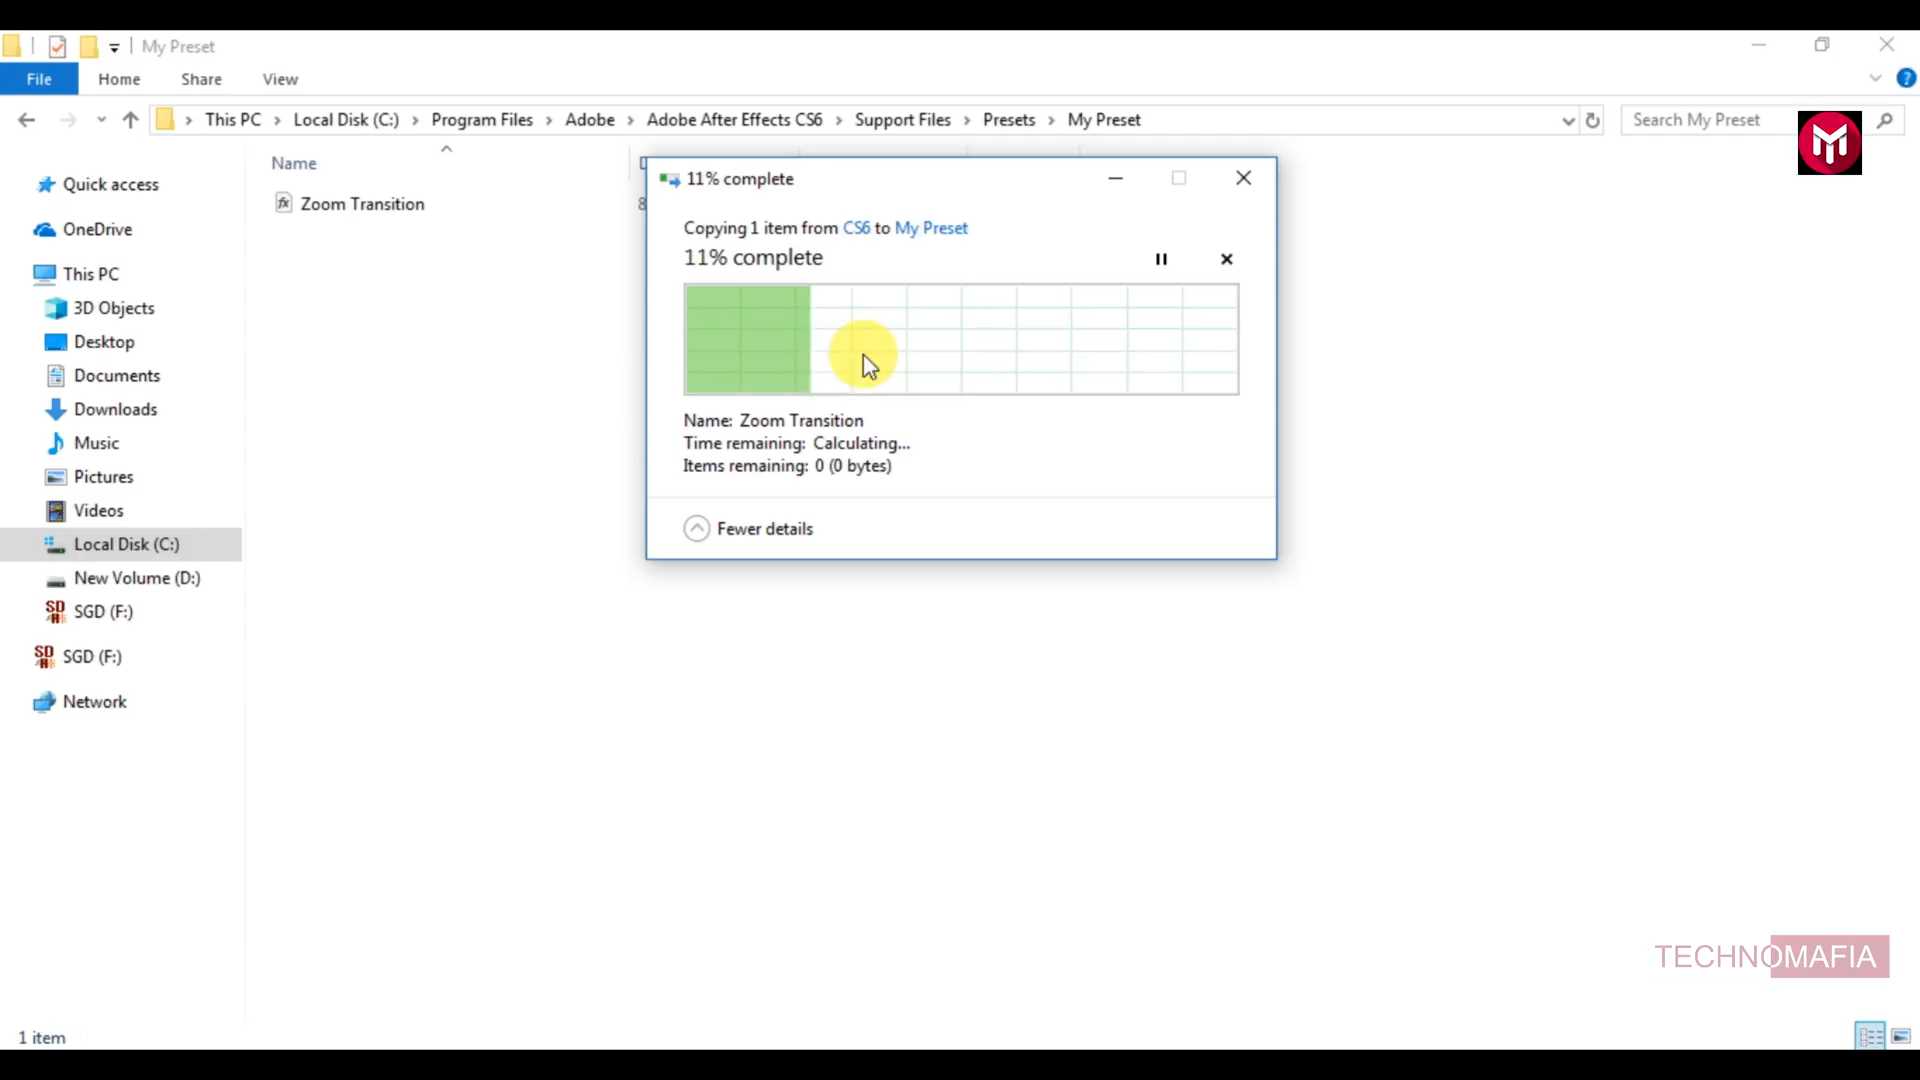 My Preset
File Home Share View
This PC Local Disk (C:) Program Files Adobe Adobe After Effects CS6 Support Files Presets My Preset
Search My Preset
Name
Zoom Transition
Quick access
OneDrive
This PC
3D Objects
Desktop
Documents
Downloads
Music
Pictures
Videos
Local Disk (C:)
New Volume (D:)
SGD (F:)
SGD (F:)
Network
11% complete
Copying 1 item from CS6 to My Preset
11% complete
Name: Zoom Transition
Time remaining: Calculating...
Items remaining: 0 (0 bytes)
Fewer details
TECHNOMAFIA
1 item